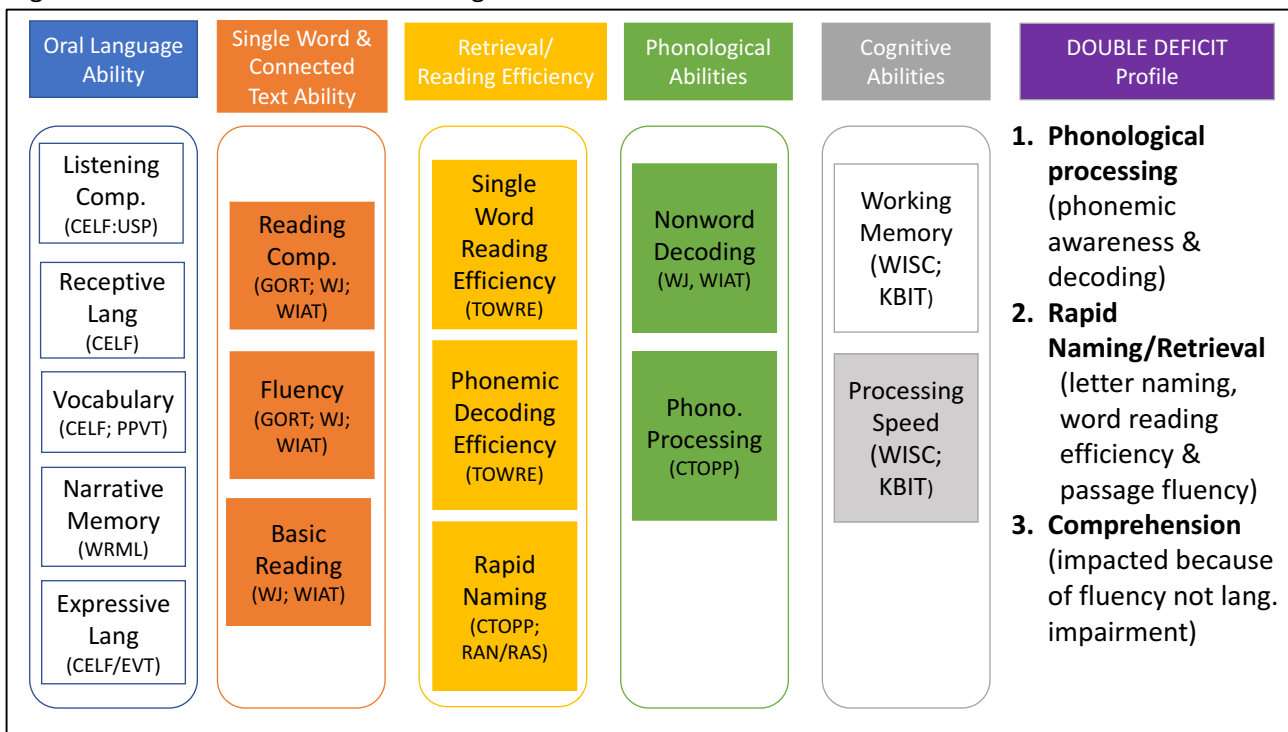 Oral Language
Ability
Single Word &
Connected
Text Ability
Retrieval/
Reading Efficiency
Phonological
Abilities
Cognitive
Abilities
DOUBLE DEFICIT
Profile
Listening
Comp.
(CELF:USP)
Receptive
Lang
(CELF)
Vocabulary
(CELF; PPVT)
Narrative
Memory
(WRML)
Expressive
Lang
(CELF/EVT)
Reading
Comp.
(GORT; WJ;
WIAT)
Fluency
(GORT; WJ;
WIAT)
Basic
Reading
(WJ; WIAT)
Single
Word
Reading
Efficiency
(TOWRE)
Phonemic
Decoding
Efficiency
(TOWRE)
Rapid
Naming
(CTOPP;
RAN/RAS)
Nonword
Decoding
(WJ, WIAT)
Phono.
Processing
(CTOPP)
Working
Memory
(WISC;
KBIT)
Processing
Speed
(WISC;
KBIT)
1. Phonological
processing
(phonemic
awareness &
decoding)
2. Rapid
Naming/Retrieval
(letter naming,
word reading
efficiency &
passage fluency)
3. Comprehension
(impacted because
of fluency not lang.
impairment)